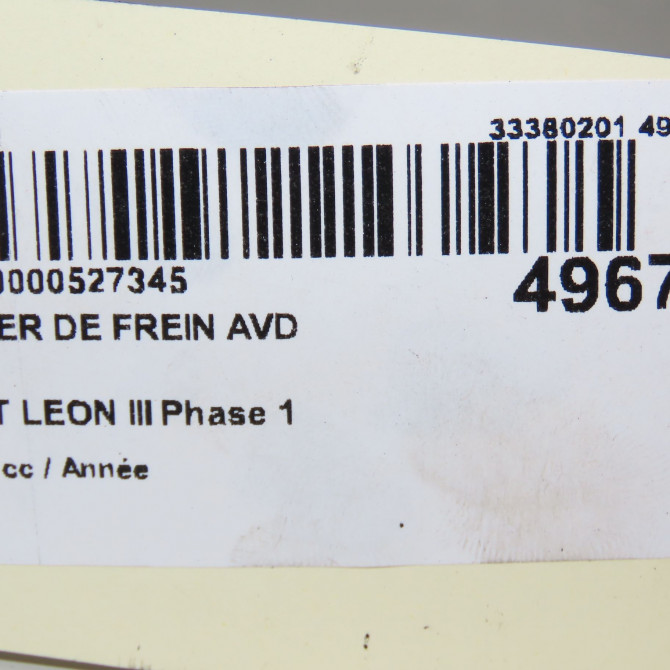 33380201 49
0000527345
4967
ER DE FREIN AVD
T LEON III Phase 1
cc / Année